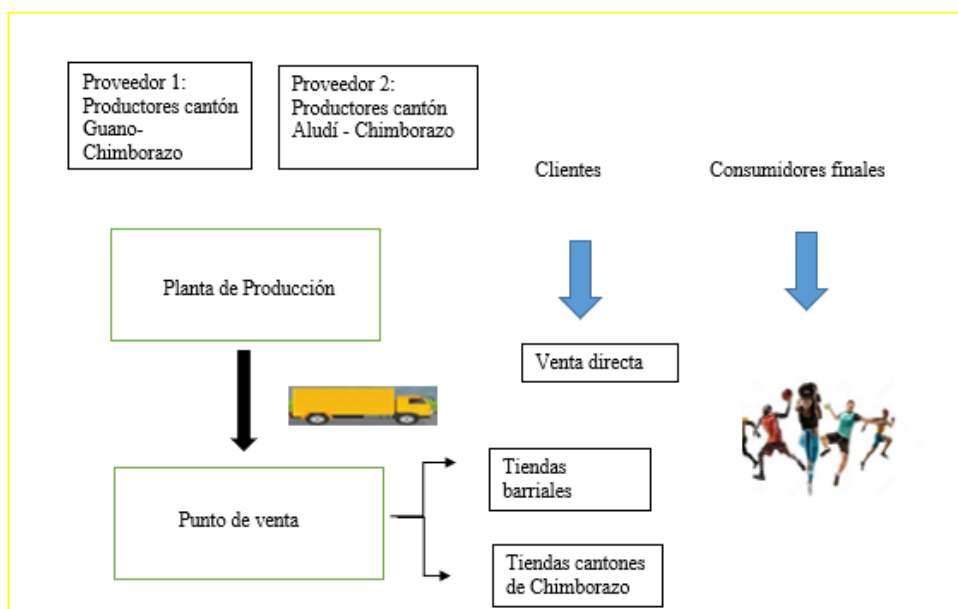 Proveedor 1:
Productores cantón
Guano-
Chimborazo
Proveedor 2:
Productores cantón
Aludí - Chimborazo
Clientes
Consumidores finales
Planta de Producción
Venta directa
Punto de venta
Tiendas
barriales
Tiendas cantones
de Chimborazo